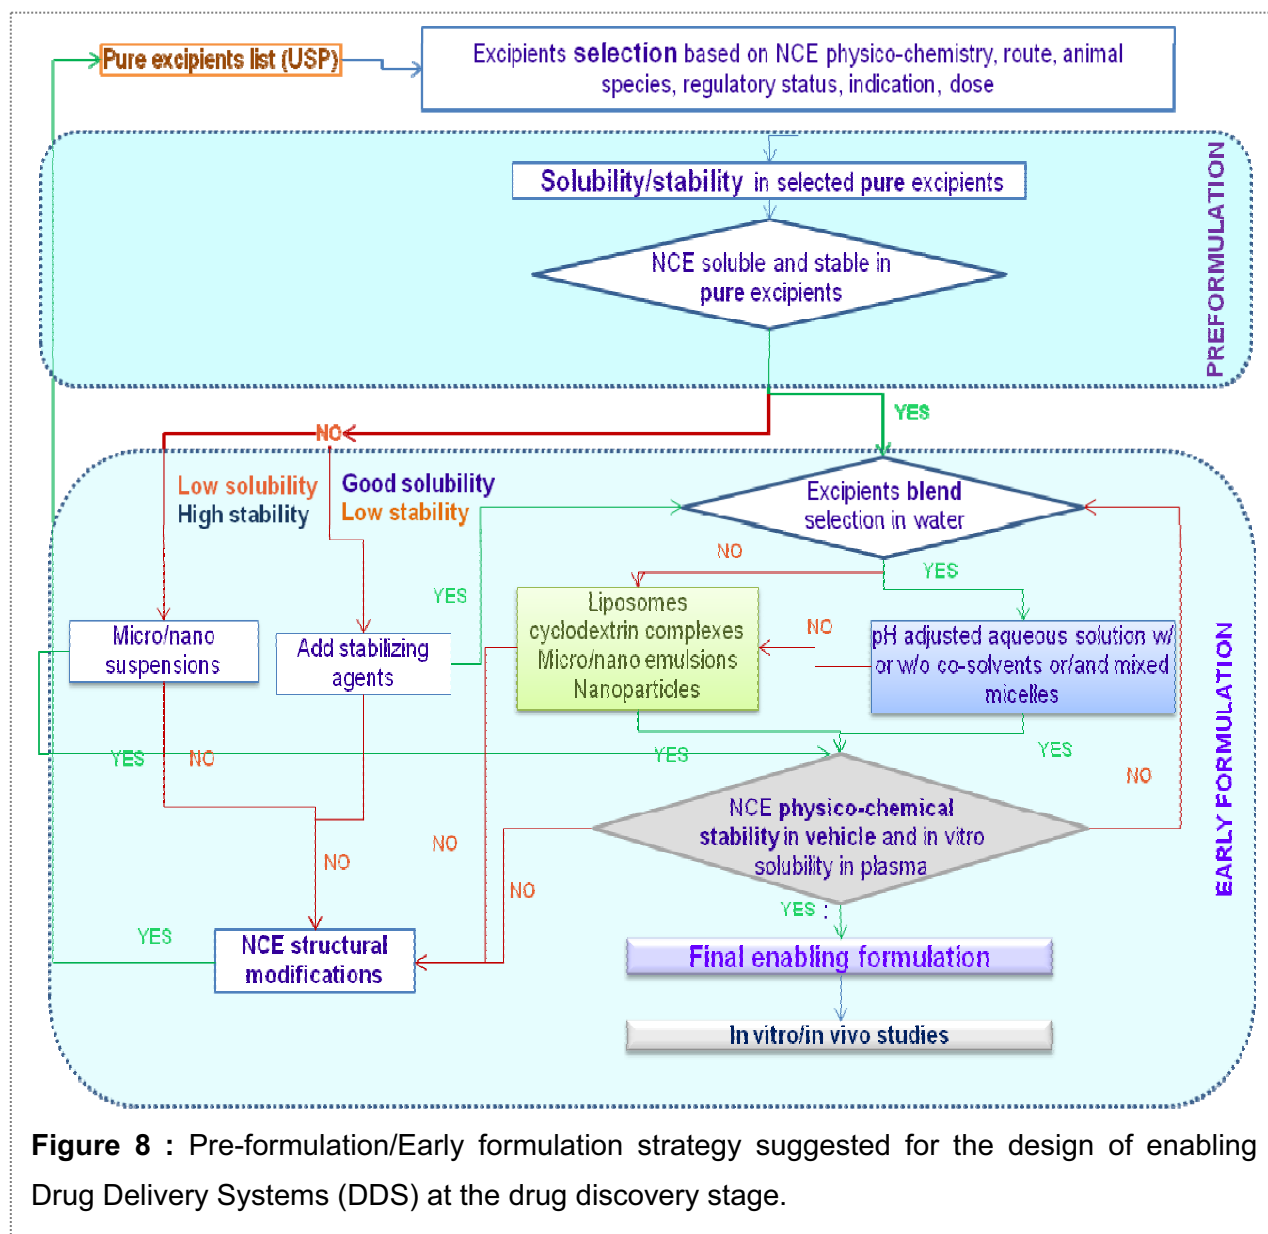 Pure excipients list (USP)
Excipients selection based on NCE physico-chemistry, route, animal
species, regulatory status, indication, dose
PREFORMULATION
Solubility/stability in selected pure excipients
NCE soluble and stable in
pure excipients
YES
NO
Low solubility
High stability
Good solubility
Low stability
Excipients blend
selection in water
NO
YES
YES
Micro/nano
suspensions
Add stabilizing
agents
Liposomes
cyclodextrin complexes
Micro/nano emulsions
Nanoparticles
NO
pH adjusted aqueous solution w/
or w/o co-solvents or/and mixed
micelles
YES
NO
YES
YES
NO
NCE physico-chemical
stability in vehicle and in vitro
solubility in plasma
NO
NO
NO
YES :
YES
NCE structural
modifications
Final enabling formulation
In vitro/in vivo studies
EARLY FORMULATION
Figure 8 : Pre-formulation/Early formulation strategy suggested for the design of enabling
Drug Delivery Systems (DDS) at the drug discovery stage.